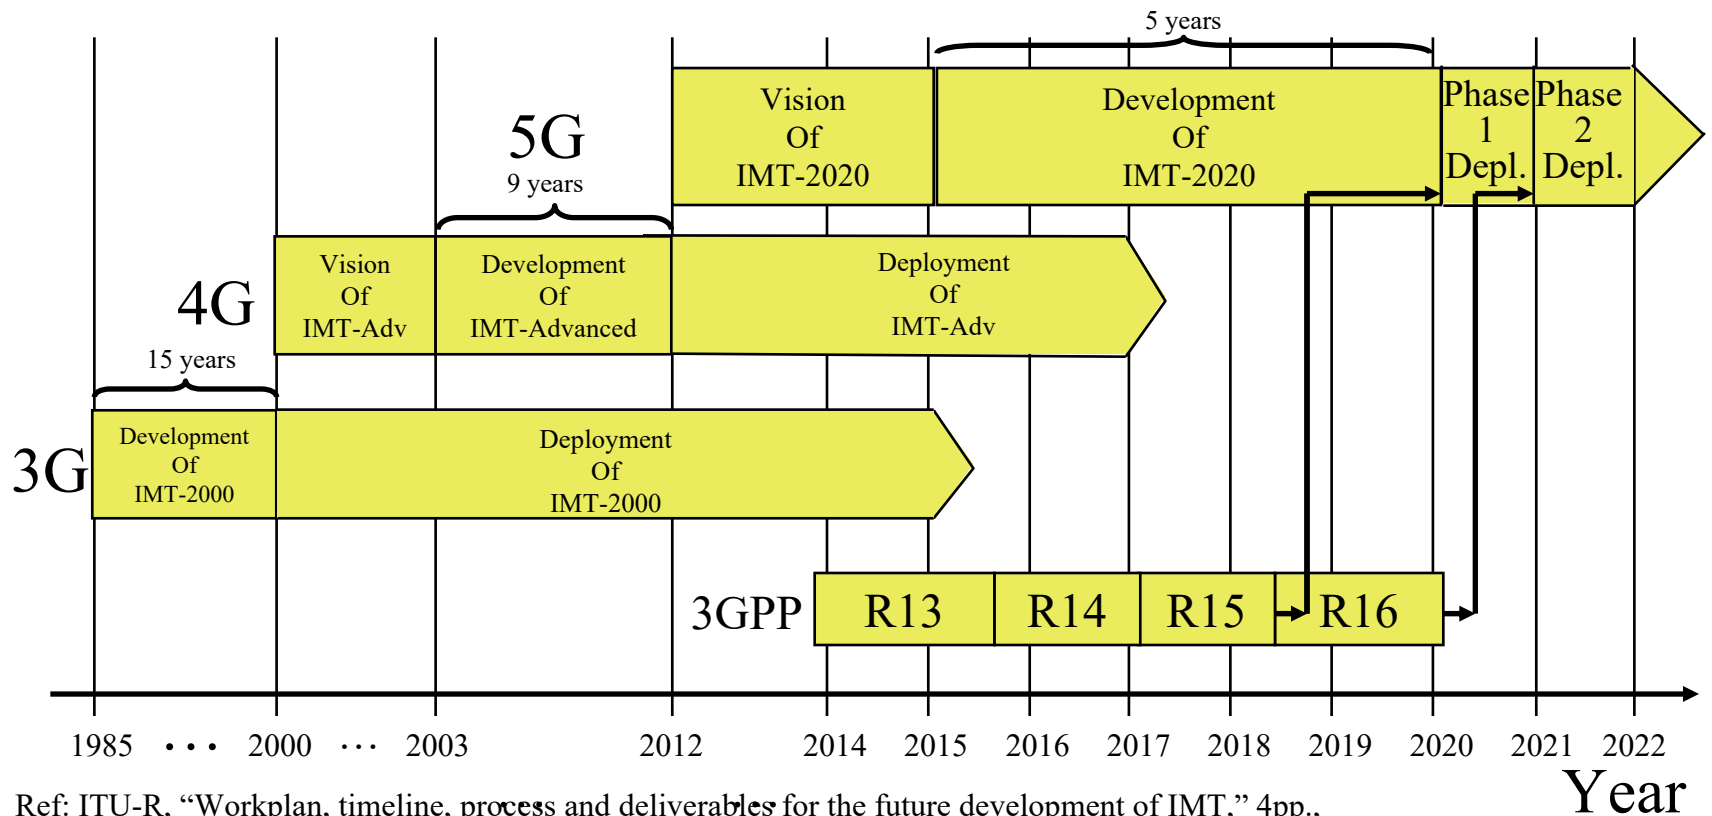 5 years
Vision
Of
IMT-2020
Development
Of
IMT-2020
Phase
1
Depl.
Phase
2
Depl.
5G
9 years
4G
Vision
Of
IMT-Adv
Development
Of
IMT-Advanced
Deployment
Of
IMT-Adv
15 years
3G
Development
Of
IMT-2000
Deployment
Of
IMT-2000
3GPP
R13
R14
R15
R16
1985 ... 2000 ... 2003 2012 2014 2015 2016 2017 2018 2019 2020 2021 2022
Year
Ref: ITU-R, “Workplan, timeline, process and deliverables for the future development of IMT,” 4pp.,